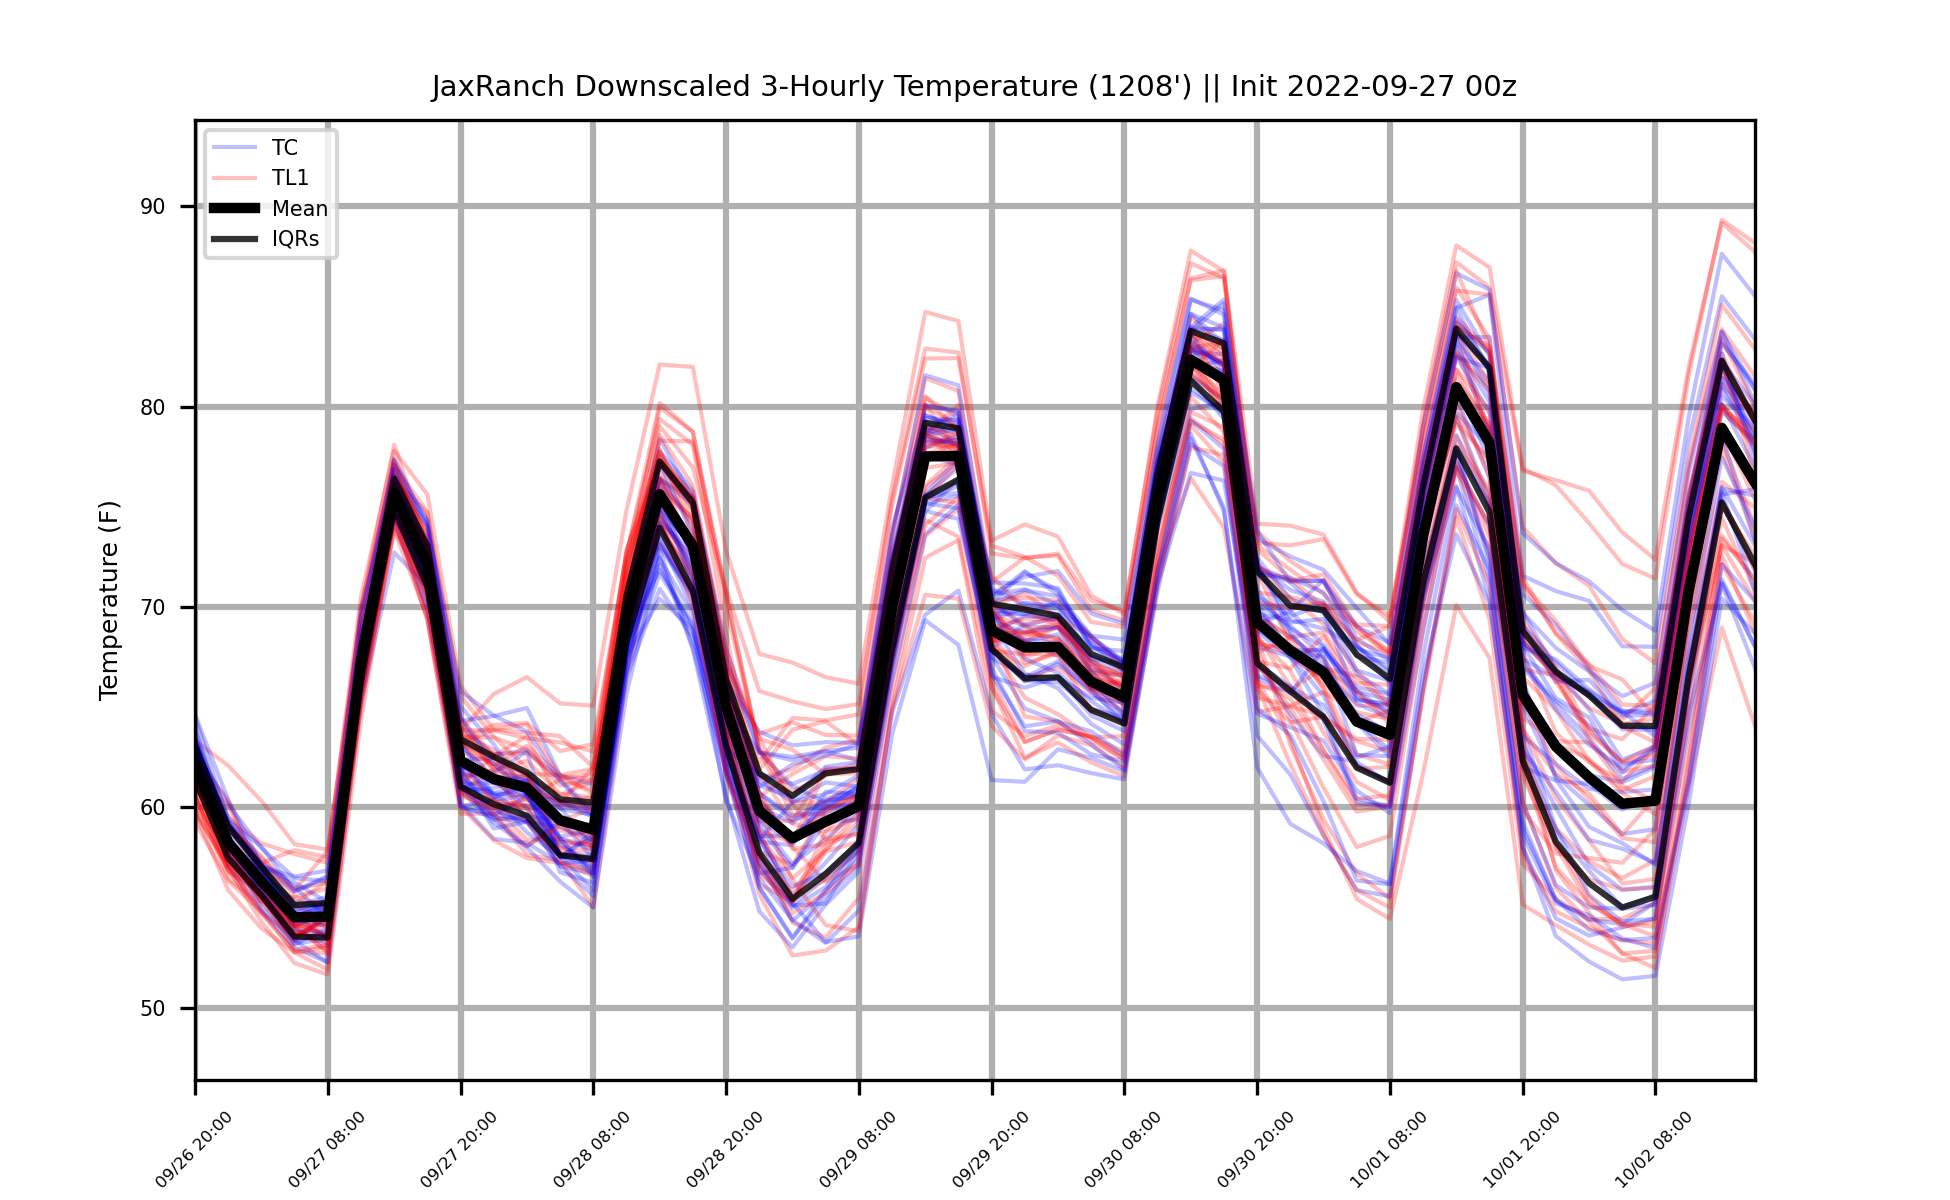 JaxRanch Downscaled 3-Hourly Temperature (1208') || Init 2022-09-27 00z
TC
TL1
Mean
IQRs
Temperature (F)
90
80
70
60
50
09/26 20:00
09/27 08:00
09/27 20:00
09/28 08:00
09/28 20:00
09/29 08:00
09/29 20:00
09/30 08:00
09/30 20:00
10/01 08:00
10/01 20:00
10/02 08:00